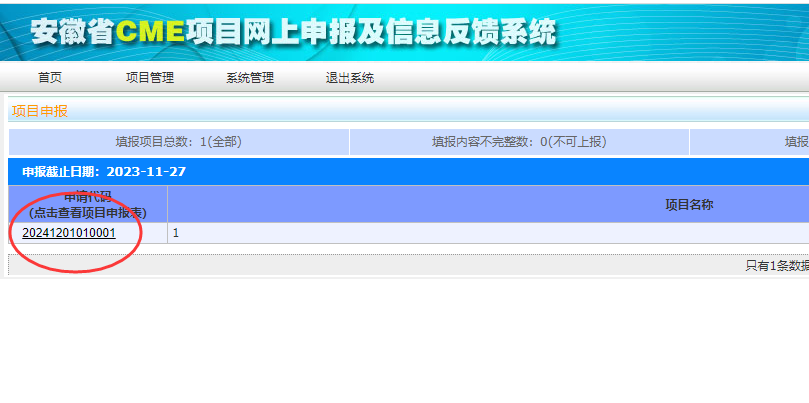 安徽省CME项目网上申报及信息反馈系统
首页 项目管理 系统管理 退出系统
项目申报
填报项目总数：1(全部) 填报内容不完整数：0(不可上报) 填报
申报截止日期：2023-11-27
申请代码
(点击查看项目申报表) 项目名称
20241201010001 1
只有1条数据